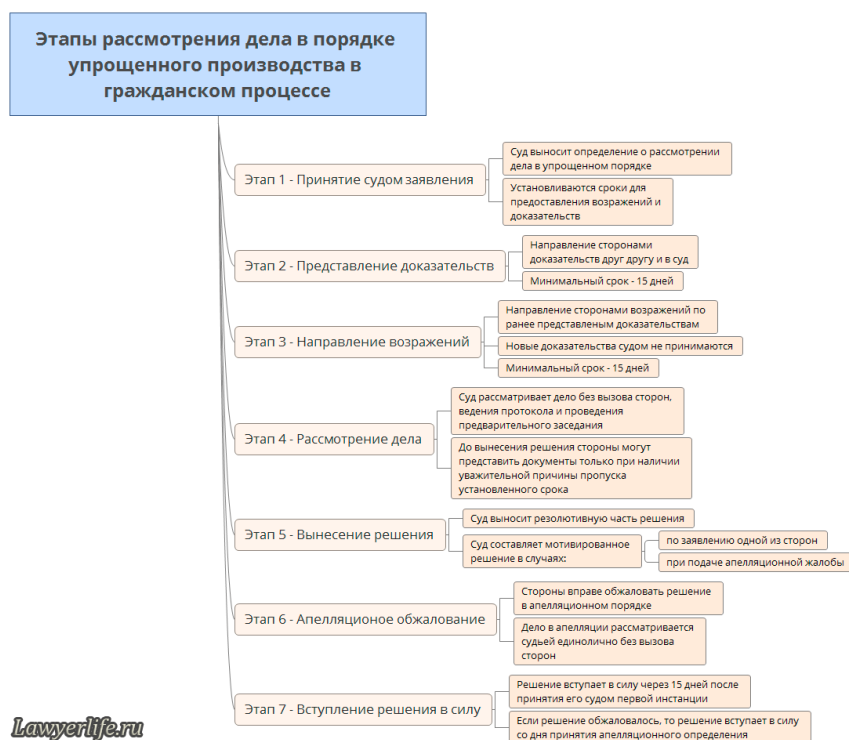 Этапы рассмотрения дела в порядке
упрощенного производства в
гражданском процессе
Этап 1 - Принятие судом заявления
Суд выносит определение о рассмотрении
дела в упрощенном порядке
Установливаются сроки для
предоставления возражений и
доказательств
Этап 2 - Представление доказательств
Направление сторонами
доказательств друг другу и в суд
Минимальный срок - 15 дней
Этап 3 - Направление возражений
Направление сторонами возражений по
ранее представленым доказательствам
Новые доказательства судом не принимаются
Минимальный срок - 15 дней
Этап 4 - Рассмотрение дела
Суд рассматривает дело без вызова сторон,
ведения протокола и проведения
предварительного заседания
До вынесения решения стороны могут
представить документы только при наличии
уважительной причины пропуска
установленного срока
Этап 5 - Вынесение решения
Суд выносит резолютивную часть решения
Суд составляет мотивированное
решение в случаях:
по заявлению одной из сторон
при подаче апелляционной жалобы
Этап 6 - Апелляционое обжалование
Стороны вправе обжаловать решение
в апелляционном порядке
Дело в апелляции рассматривается
судьей единолично без вызова
сторон
Этап 7 - Вступление решения в силу
Решение вступает в силу через 15 дней после
принятия его судом первой инстанции
Если решение обжаловалось, то решение вступает в силу
со дня принятия апелляционного определения
Lawyerlife.ru